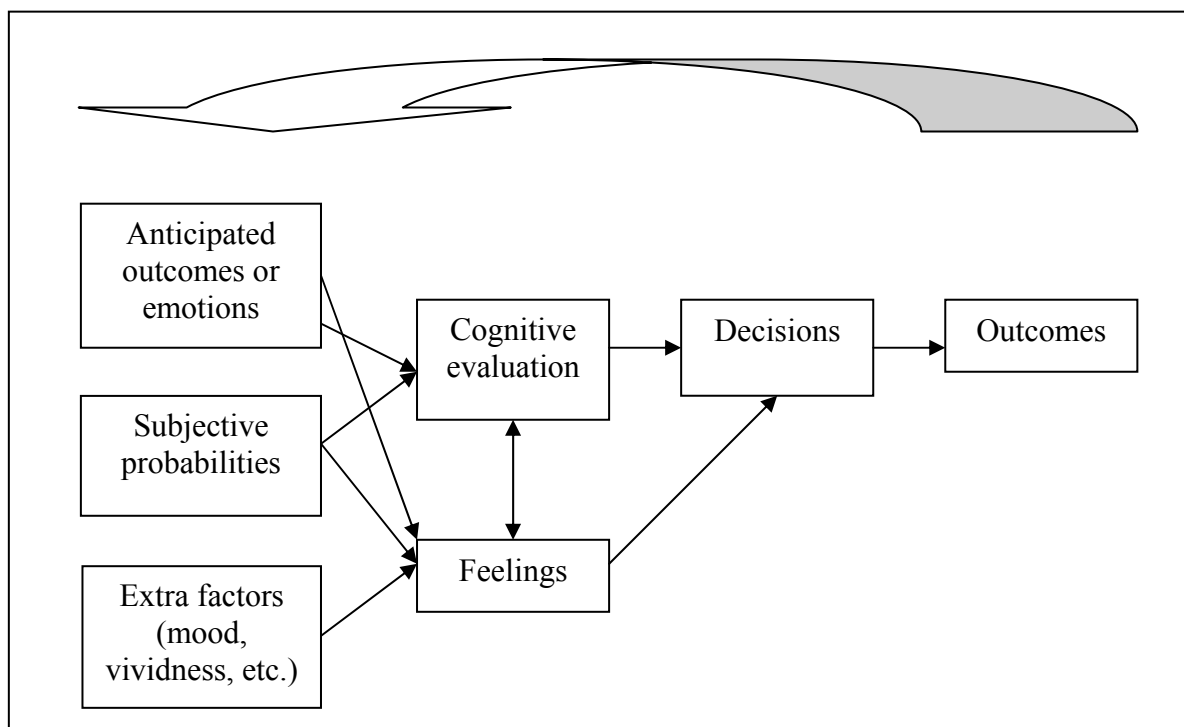 Anticipated
outcomes or
emotions
Cognitive
evaluation
Decisions
Outcomes
Subjective
probabilities
Feelings
Extra factors
(mood,
vividness, etc.)